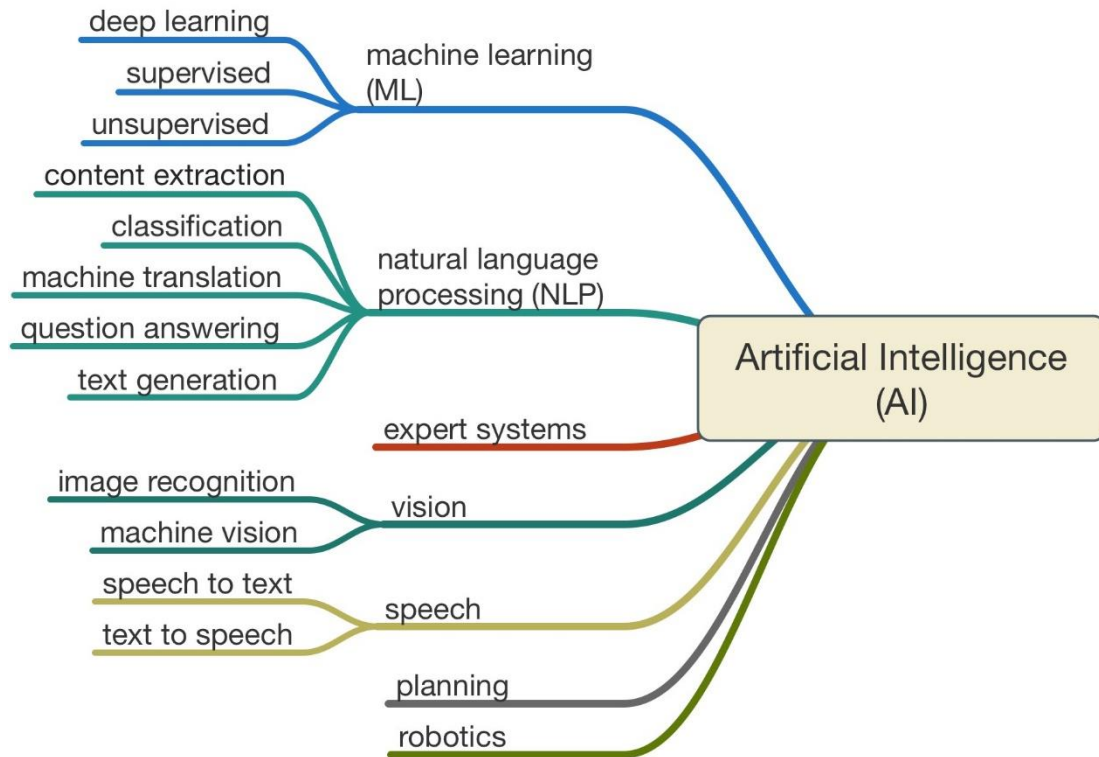 deep learning
supervised
unsupervised
machine learning
(ML)
content extraction
classification
machine translation
question answering
text generation
natural language
processing (NLP)
Artificial Intelligence
(AI)
expert systems
image recognition
machine vision
vision
speech to text
text to speech
speech
planning
robotics